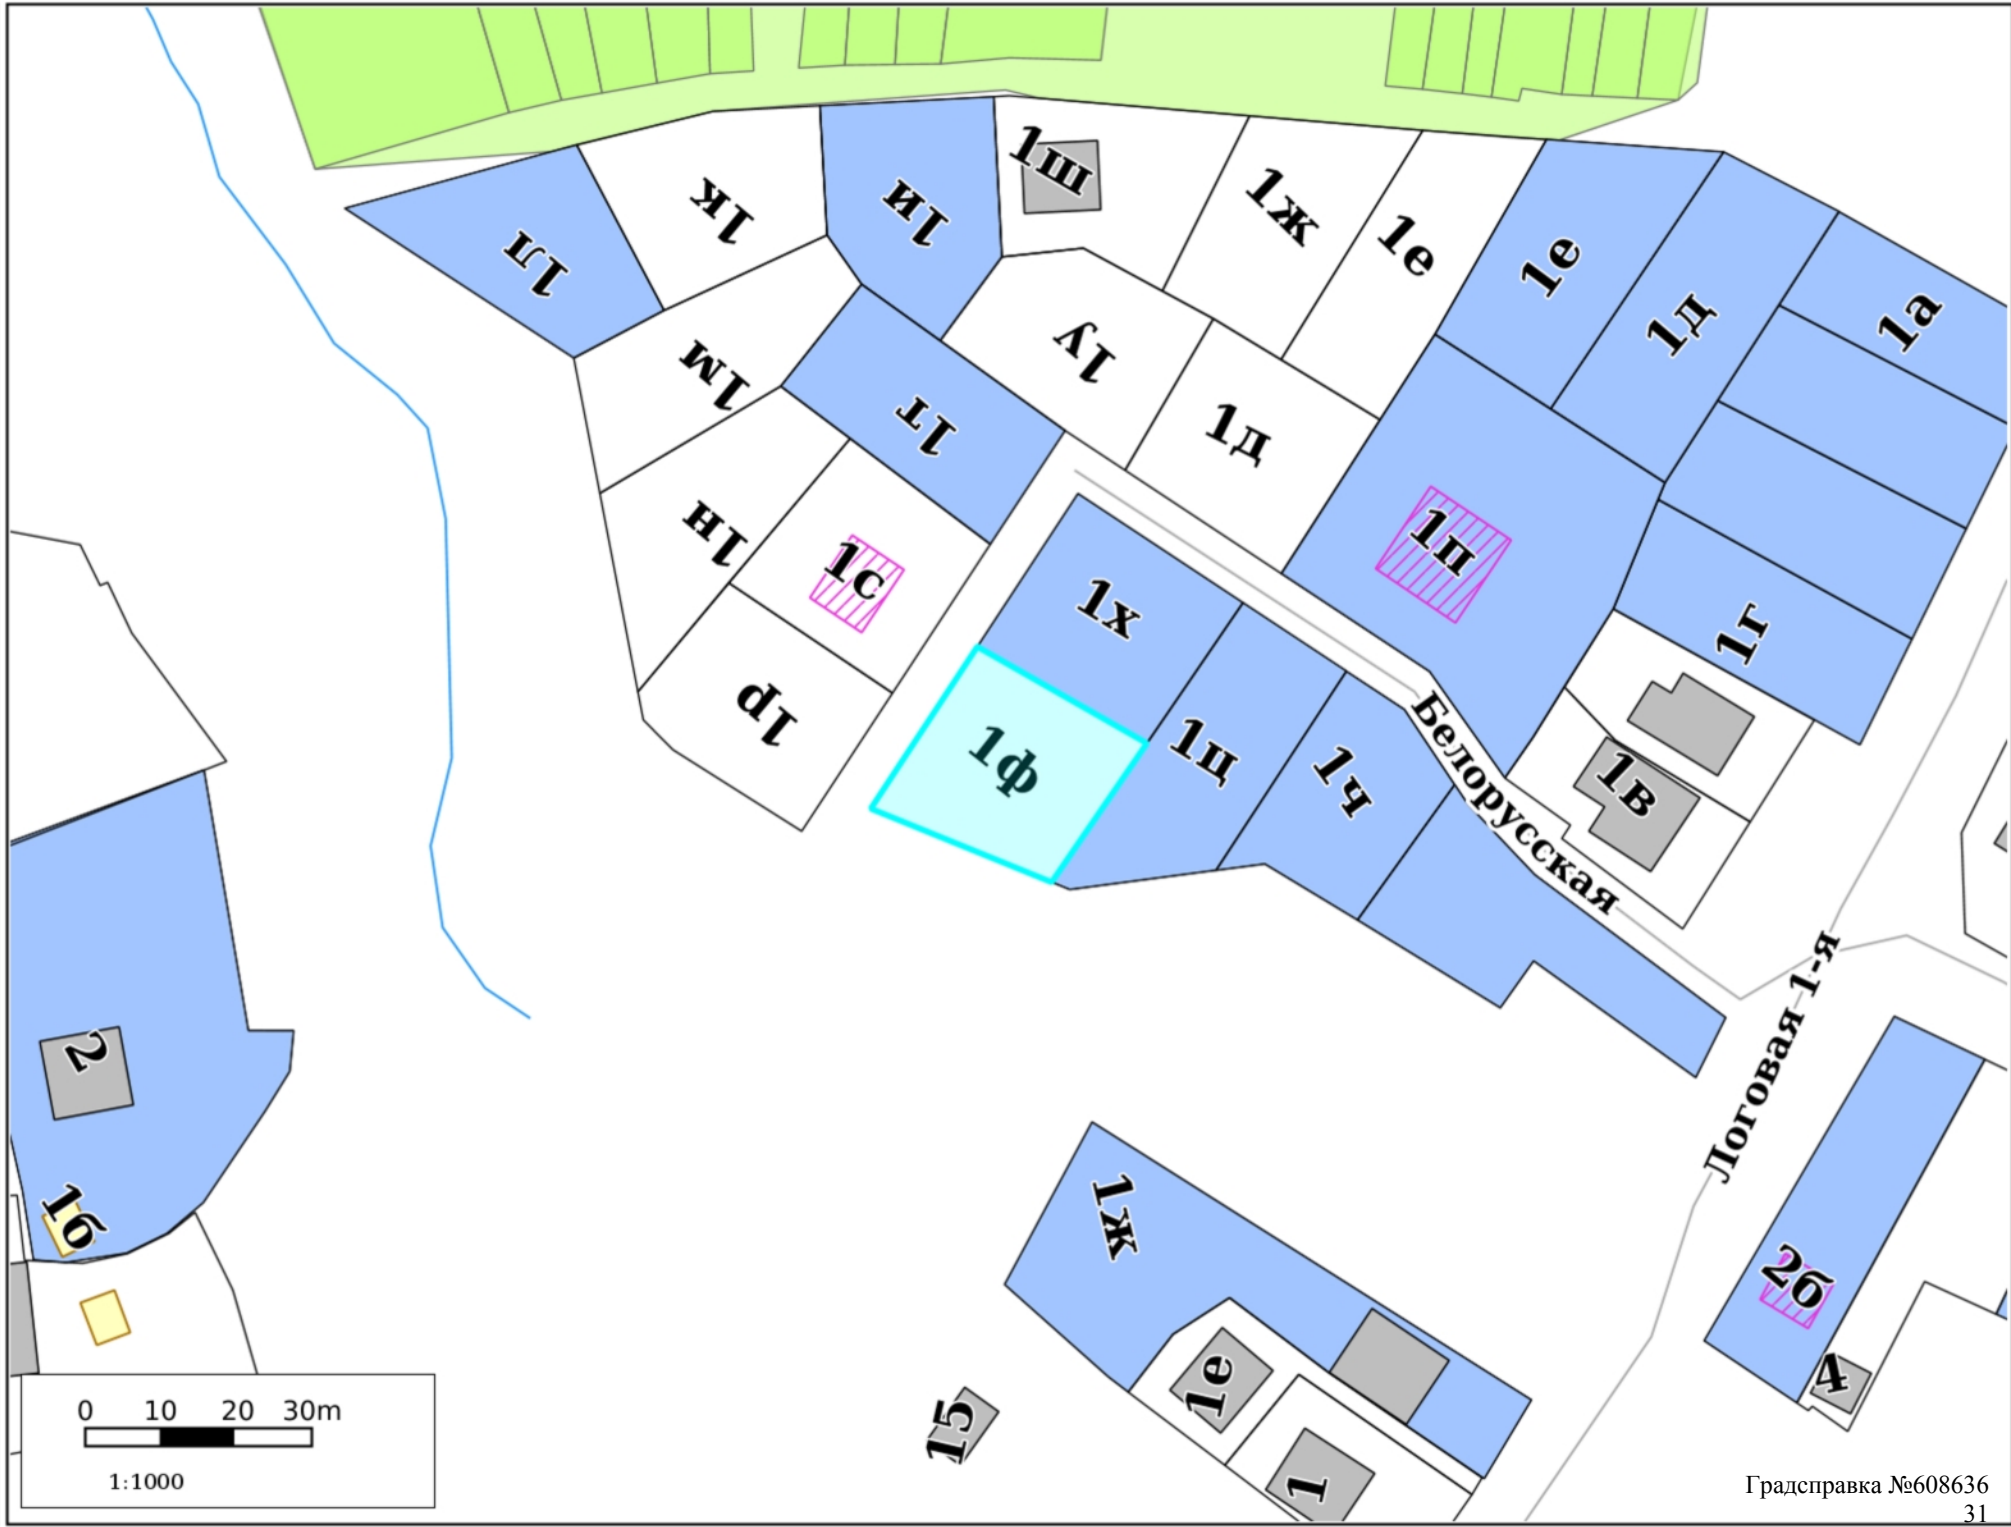 1ш
1к
1и
1ж
1е
1е
1л
1д
1а
1м
1у
1т
1д
1н
1с
1п
1х
1г
1р
1ф
1ц
1ч
1в
Белорусская
Логовая 1-я
2
1б
1ж
2б
1е
4
15
1
0 10 20 30m
1:1000
Градсправка №608636
31